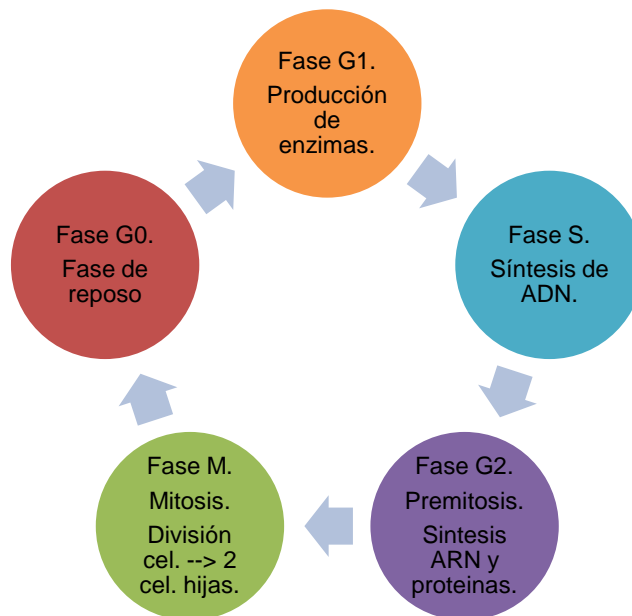 Fase G1.
Producción
de
enzimas.
Fase S.
Síntesis de
ADN.
Fase G2.
Premitosis.
Sintesis
ARN y
proteinas.
Fase M.
Mitosis.
División
cel. --> 2
cel. hijas.
Fase G0.
Fase de
reposo